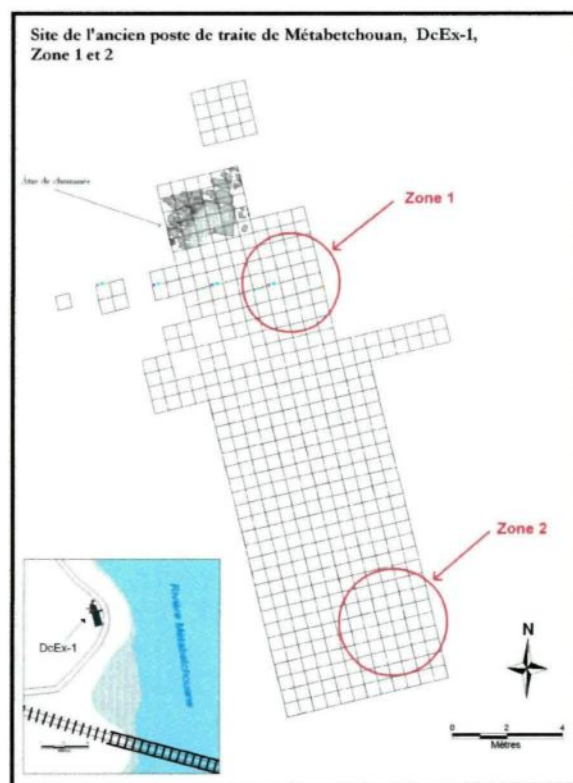 Site de l'ancien poste de traite de Métabetchouan, DcEx-1,
Zone 1 et 2
Zone 1
Zone 2
DcEx-1
Rivière Métabetchouane
N
0 2 4
Mètres